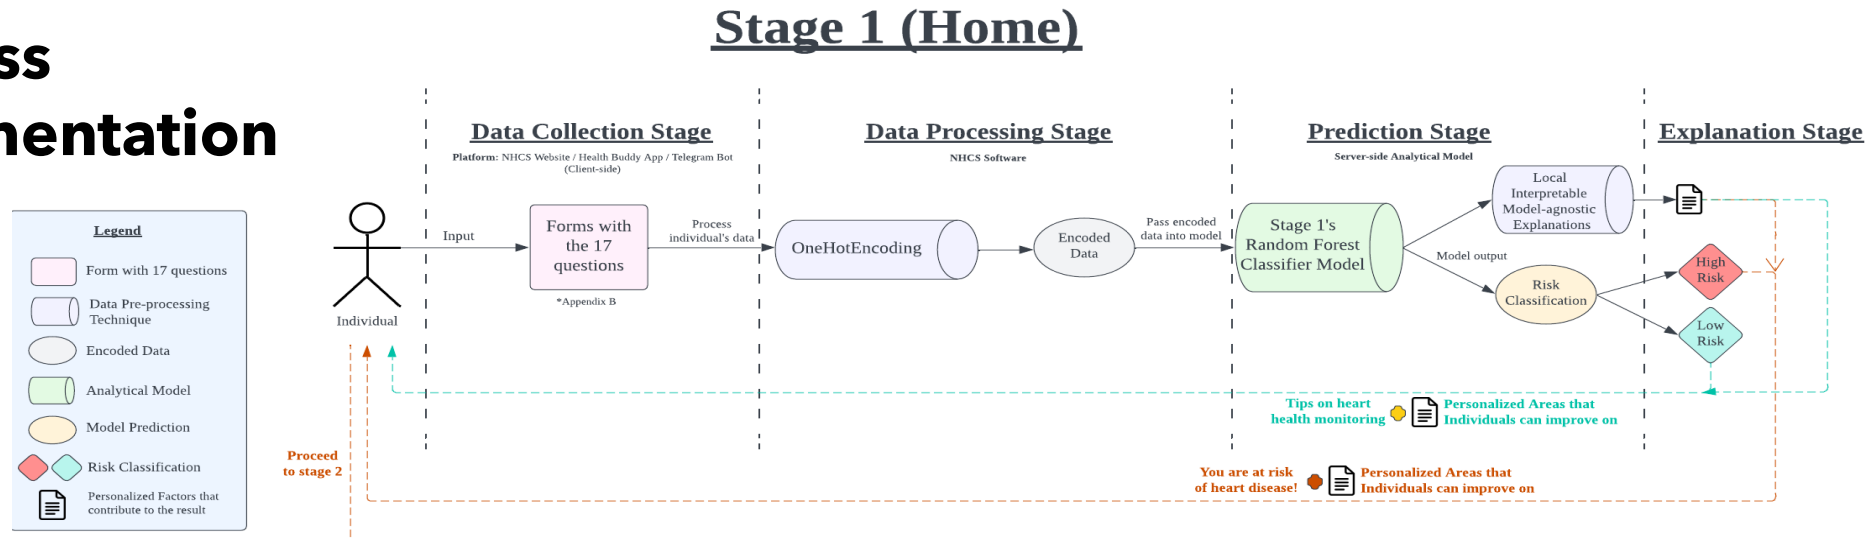 Stage 1 (Home)
ss
nentation
Data Collection Stage
Platform: NHCS Website / Health Buddy App / Telegram Bot
(Client-side)
Data Processing Stage
NHCS Software
Prediction Stage
Server-side Analytical Model
Explanation Stage
Legend
Form with 17 questions
Data Pre-processing
Technique
Encoded Data
Analytical Model
Model Prediction
Risk Classification
Personalized Factors that
contribute to the result
Individual
Input
Forms with
the 17
questions
*Appendix B
Process
individual's data
OneHotEncoding
Encoded
Data
Pass encoded
data into model
Stage 1's
Random Forest
Classifier Model
Local
Interpretable
Model-agnostic
Explanations
Model output
Risk
Classification
High
Risk
Low
Risk
Tips on heart
health monitoring
Personalized Areas that
Individuals can improve on
Proceed
to stage 2
You are at risk
of heart disease!
Personalized Areas that
Individuals can improve on